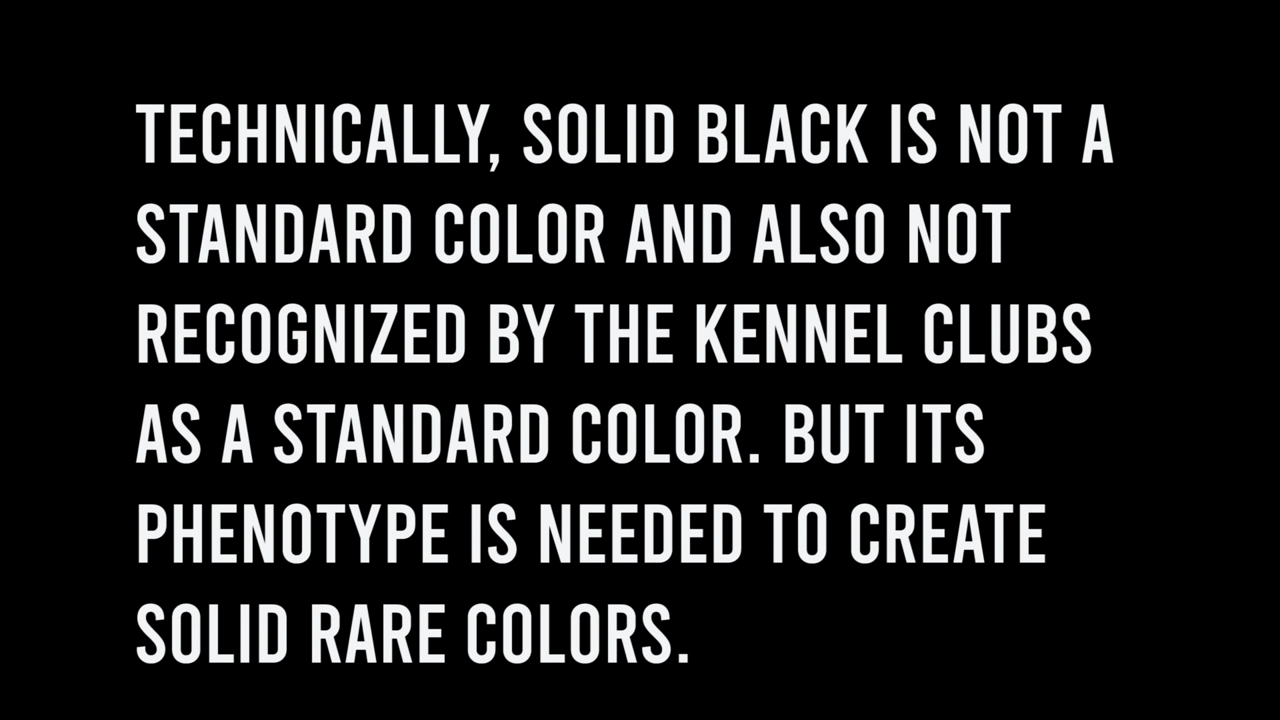 TECHNICALLY, SOLID BLACK IS NOT A
STANDARD COLOR AND ALSO NOT
RECOGNIZED BY THE KENNEL CLUBS
AS A STANDARD COLOR. BUT ITS
PHENOTYPE IS NEEDED TO CREATE
SOLID RARE COLORS.